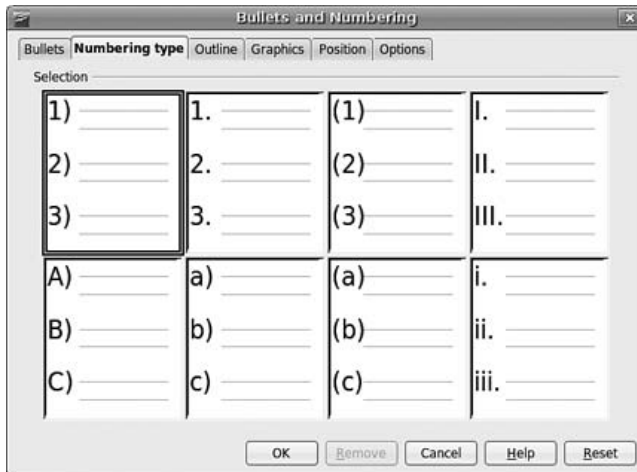 Bullets and Numbering
Bullets Numbering type Outline Graphics Position Options
Selection
1) 1. (1) I.
2) 2. (2) II.
3) 3. (3) III.
A) a) (a) i.
B) b) (b) ii.
C) c) (c) iii.
OK Remove Cancel Help Reset